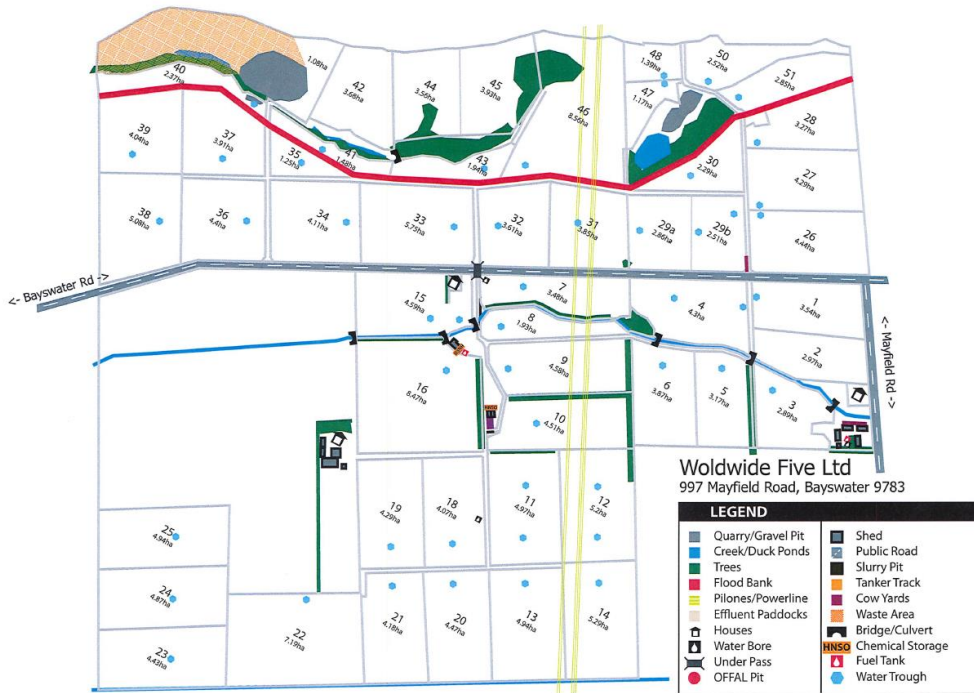 50
2.52ha
48
1.39ha
51
2.85ha
1.08ha
42
3.68ha
44
3.56ha
45
3.93ha
46
8.56ha
47
1.17ha
40
2.37ha
28
3.27ha
39
4.04ha
37
3.91ha
35
1.25ha
41
1.48ha
43
1.94ha
30
2.29ha
27
4.29ha
38
5.08ha
36
4.4ha
34
4.11ha
33
5.75ha
32
3.61ha
31
3.85ha
29a
2.86ha
29b
2.51ha
26
4.44ha
<- Bayswater Rd ->
<- Bayswater Rd ->
15
4.59ha
7
3.48ha
8
1.93ha
4
4.3ha
1
3.54ha
2
2.97ha
<- Mayfield Rd ->
9
4.58ha
16
8.47ha
6
3.87ha
5
3.17ha
3
2.89ha
HNSO
10
4.51ha
19
4.29ha
18
4.07ha
11
4.97ha
12
5.2ha
25
4.94ha
24
4.87ha
23
4.43ha
22
7.19ha
21
4.18ha
20
4.47ha
13
4.94ha
14
5.29ha
Woldwide Five Ltd
997 Mayfield Road, Bayswater 9783
LEGEND
Quarry/Gravel Pit
Creek/Duck Ponds
Trees
Flood Bank
Pilones/Powerline
Effluent Paddocks
Houses
Water Bore
Under Pass
OFFAL Pit
Shed
Public Road
Slurry Pit
Tanker Track
Cow Yards
Waste Area
Bridge/Culvert
HNSO Chemical Storage
Fuel Tank
Water Trough